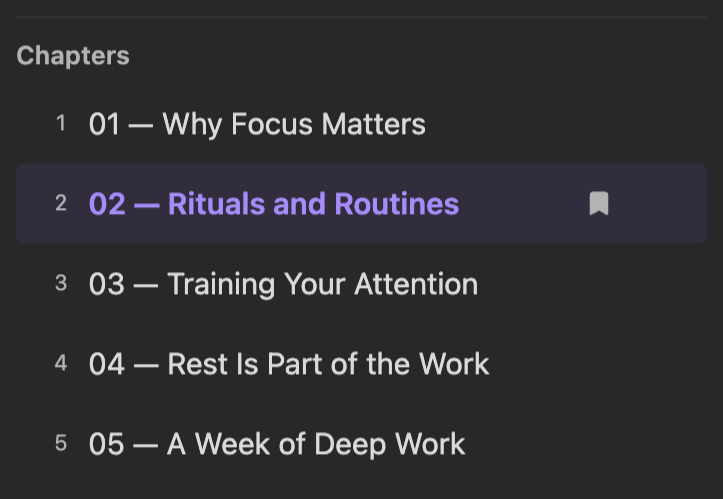 Chapters
1 01 — Why Focus Matters
2 02 — Rituals and Routines
3 03 — Training Your Attention
4 04 — Rest Is Part of the Work
5 05 — A Week of Deep Work